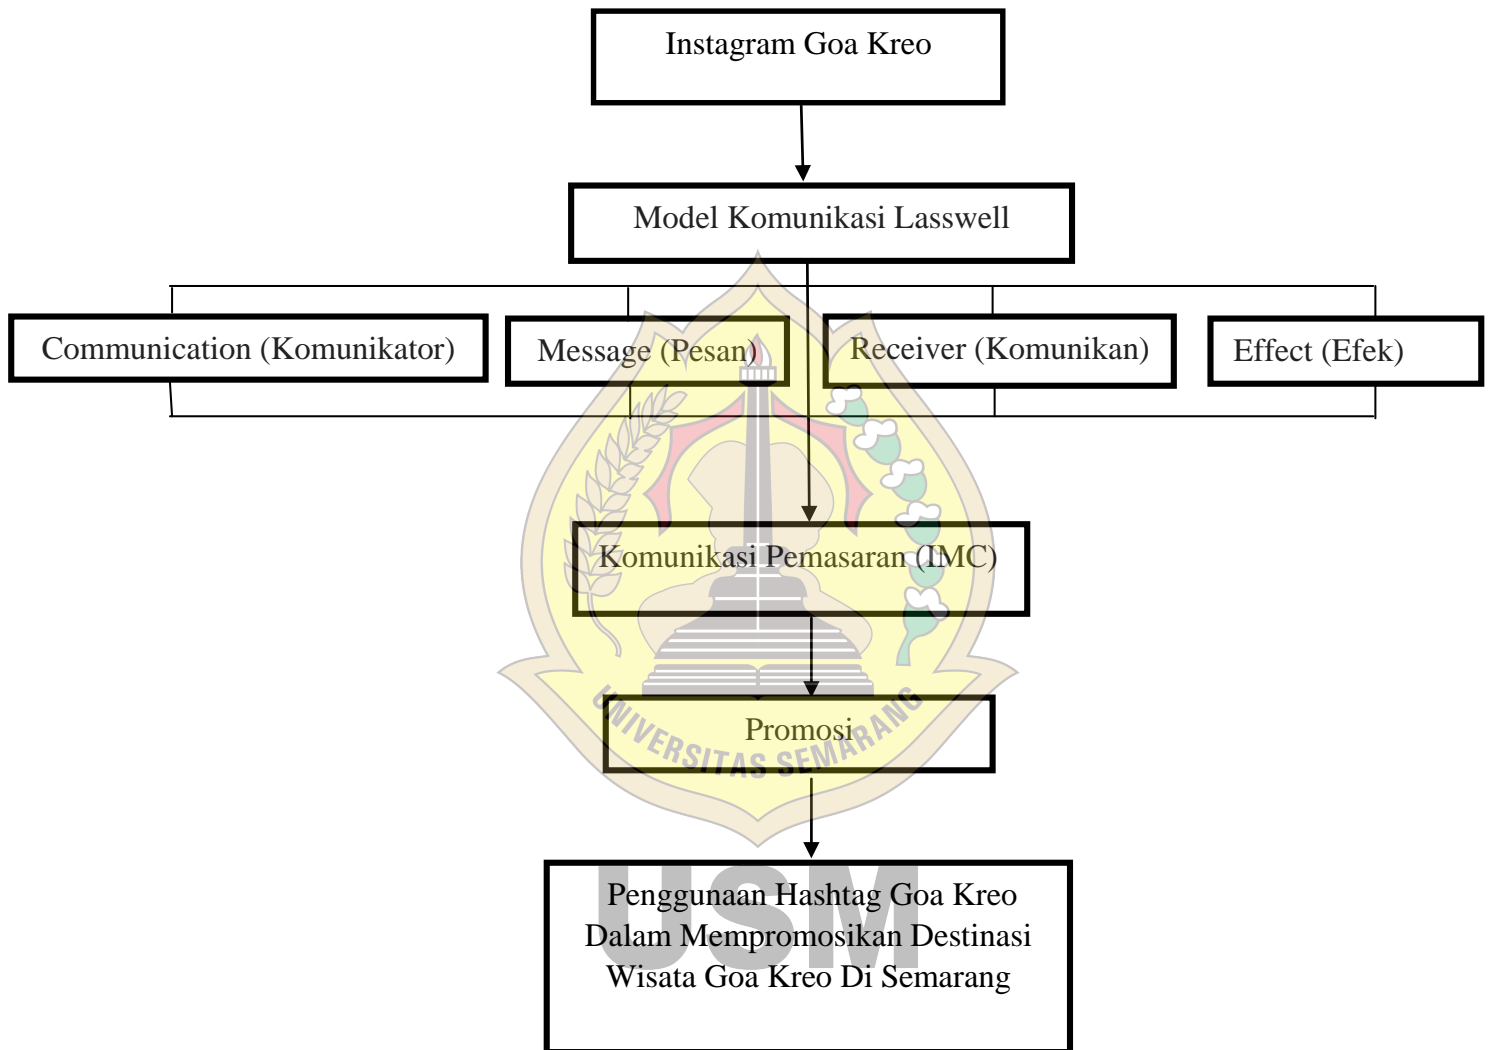 Instagram Goa Kreo
Model Komunikasi Lasswell
Communication (Komunikator)
Message (Pesan)
Receiver (Komunikan)
Effect (Efek)
Komunikasi Pemasaran (IMC)
Promosi
UNIVERSITAS SEMARANG
USM
Penggunaan Hashtag Goa Kreo
Dalam Mempromosikan Destinasi
Wisata Goa Kreo Di Semarang